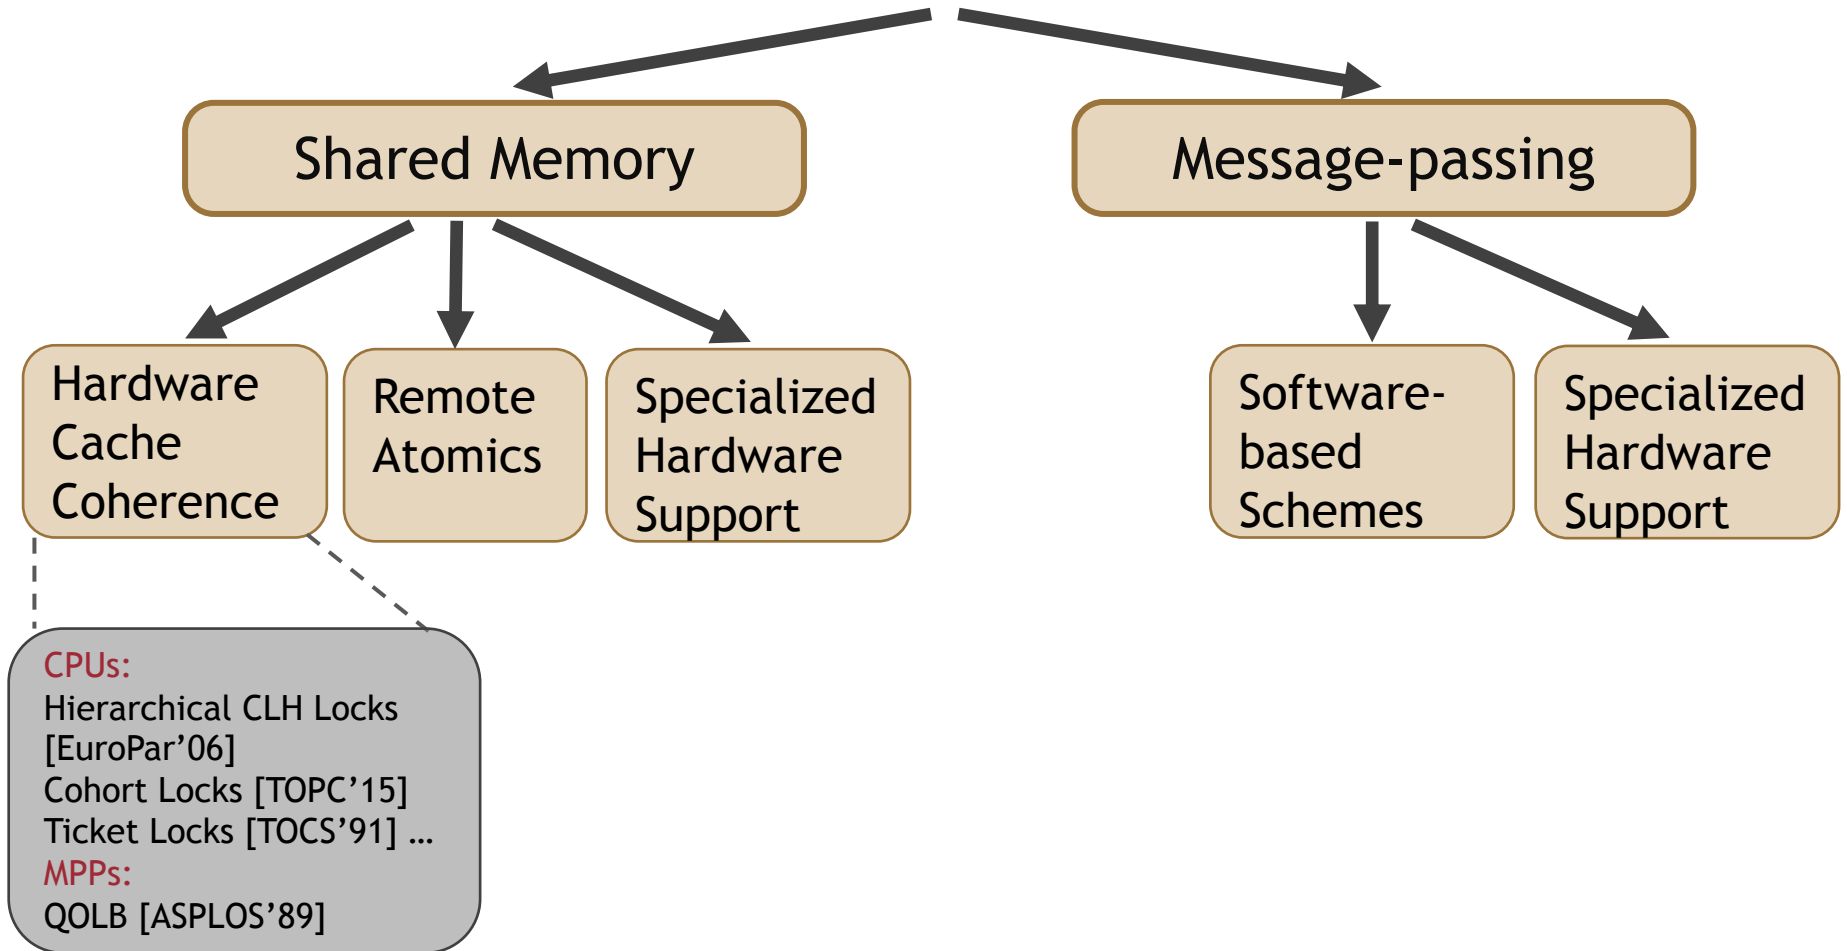 Shared Memory
Message-passing
Hardware
Cache
Coherence
Remote
Atomics
Specialized
Hardware
Support
Software-
based
Schemes
Specialized
Hardware
Support
CPUs:
Hierarchical CLH Locks
[EuroPar’06]
Cohort Locks [TOPC’15]
Ticket Locks [TOCS’91] …
MPPs:
QOLB [ASPLOS’89]